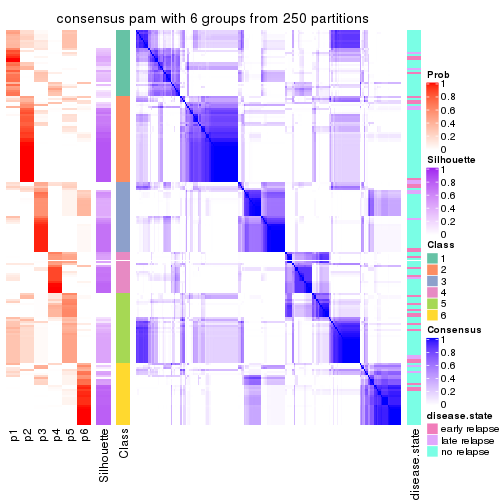 consensus pam with 6 groups from 250 partitions
Prob
1
0.8
0.6
0.4
0.2
0
Silhouette
1
0.8
0.6
0.4
0.2
0
Class
1
2
3
4
5
6
Consensus
1
0.8
0.6
0.4
0.2
0
disease.state
early relapse
late relapse
no relapse
p1
p2
p3
p4
p5
p6
Silhouette
Class
disease.state